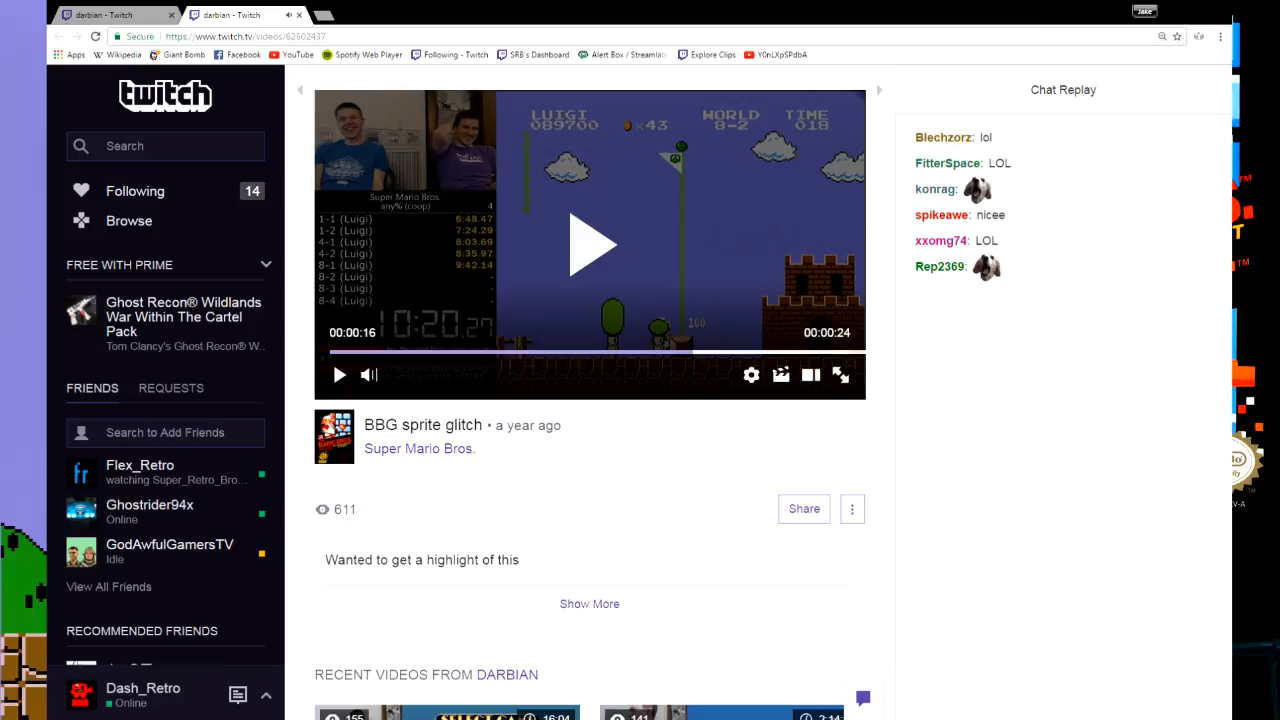 darbian - Twitch
darbian - Twitch
Jake
Secure
https://www.twitch.tv/videos/62502437
Apps
Wikipedia
Giant Bomb
Facebook
YouTube
Spotify Web Player
Following - Twitch
SRB's Dashboard
Alert Box / Streamlab
Explore Clips
Y0nLXpSPdbA
twitch
Search
Following
14
Browse
FREE WITH PRIME
Ghost Recon® Wildlands
War Within The Cartel
Pack
Tom Clancy's Ghost Recon® W..
FRIENDS
REQUESTS
Search to Add Friends
Flex_Retro
watching Super_Retro_Bro...
Ghostrider94x
Online
GodAwfulGamersTV
Idle
View All Friends
RECOMMENDED FRIENDS
Dash_Retro
Online
LUIGI
089700
×43
WORLD
8-2
TIME
018
Super Mario Bros.
any% (coop)
4
1-1 (Luigi) 6:48.47
1-2 (Luigi) 7:24.29
4-1 (Luigi) 8:03.69
4-2 (Luigi) 8:35.97
8-1 (Luigi) 9:42.14
8-2 (Luigi) -
8-3 (Luigi) -
8-4 (Luigi) -
10:20.27
100
00:00:16
00:00:24
BBG sprite glitch • a year ago
Super Mario Bros.
611
Share
Wanted to get a highlight of this
Show More
RECENT VIDEOS FROM DARBIAN
155
16:04
141
2:14:
Chat Replay
Blechzorz: lol
FitterSpace: LOL
konrag:
spikeawe: nicee
xxomg74: LOL
Rep2369: